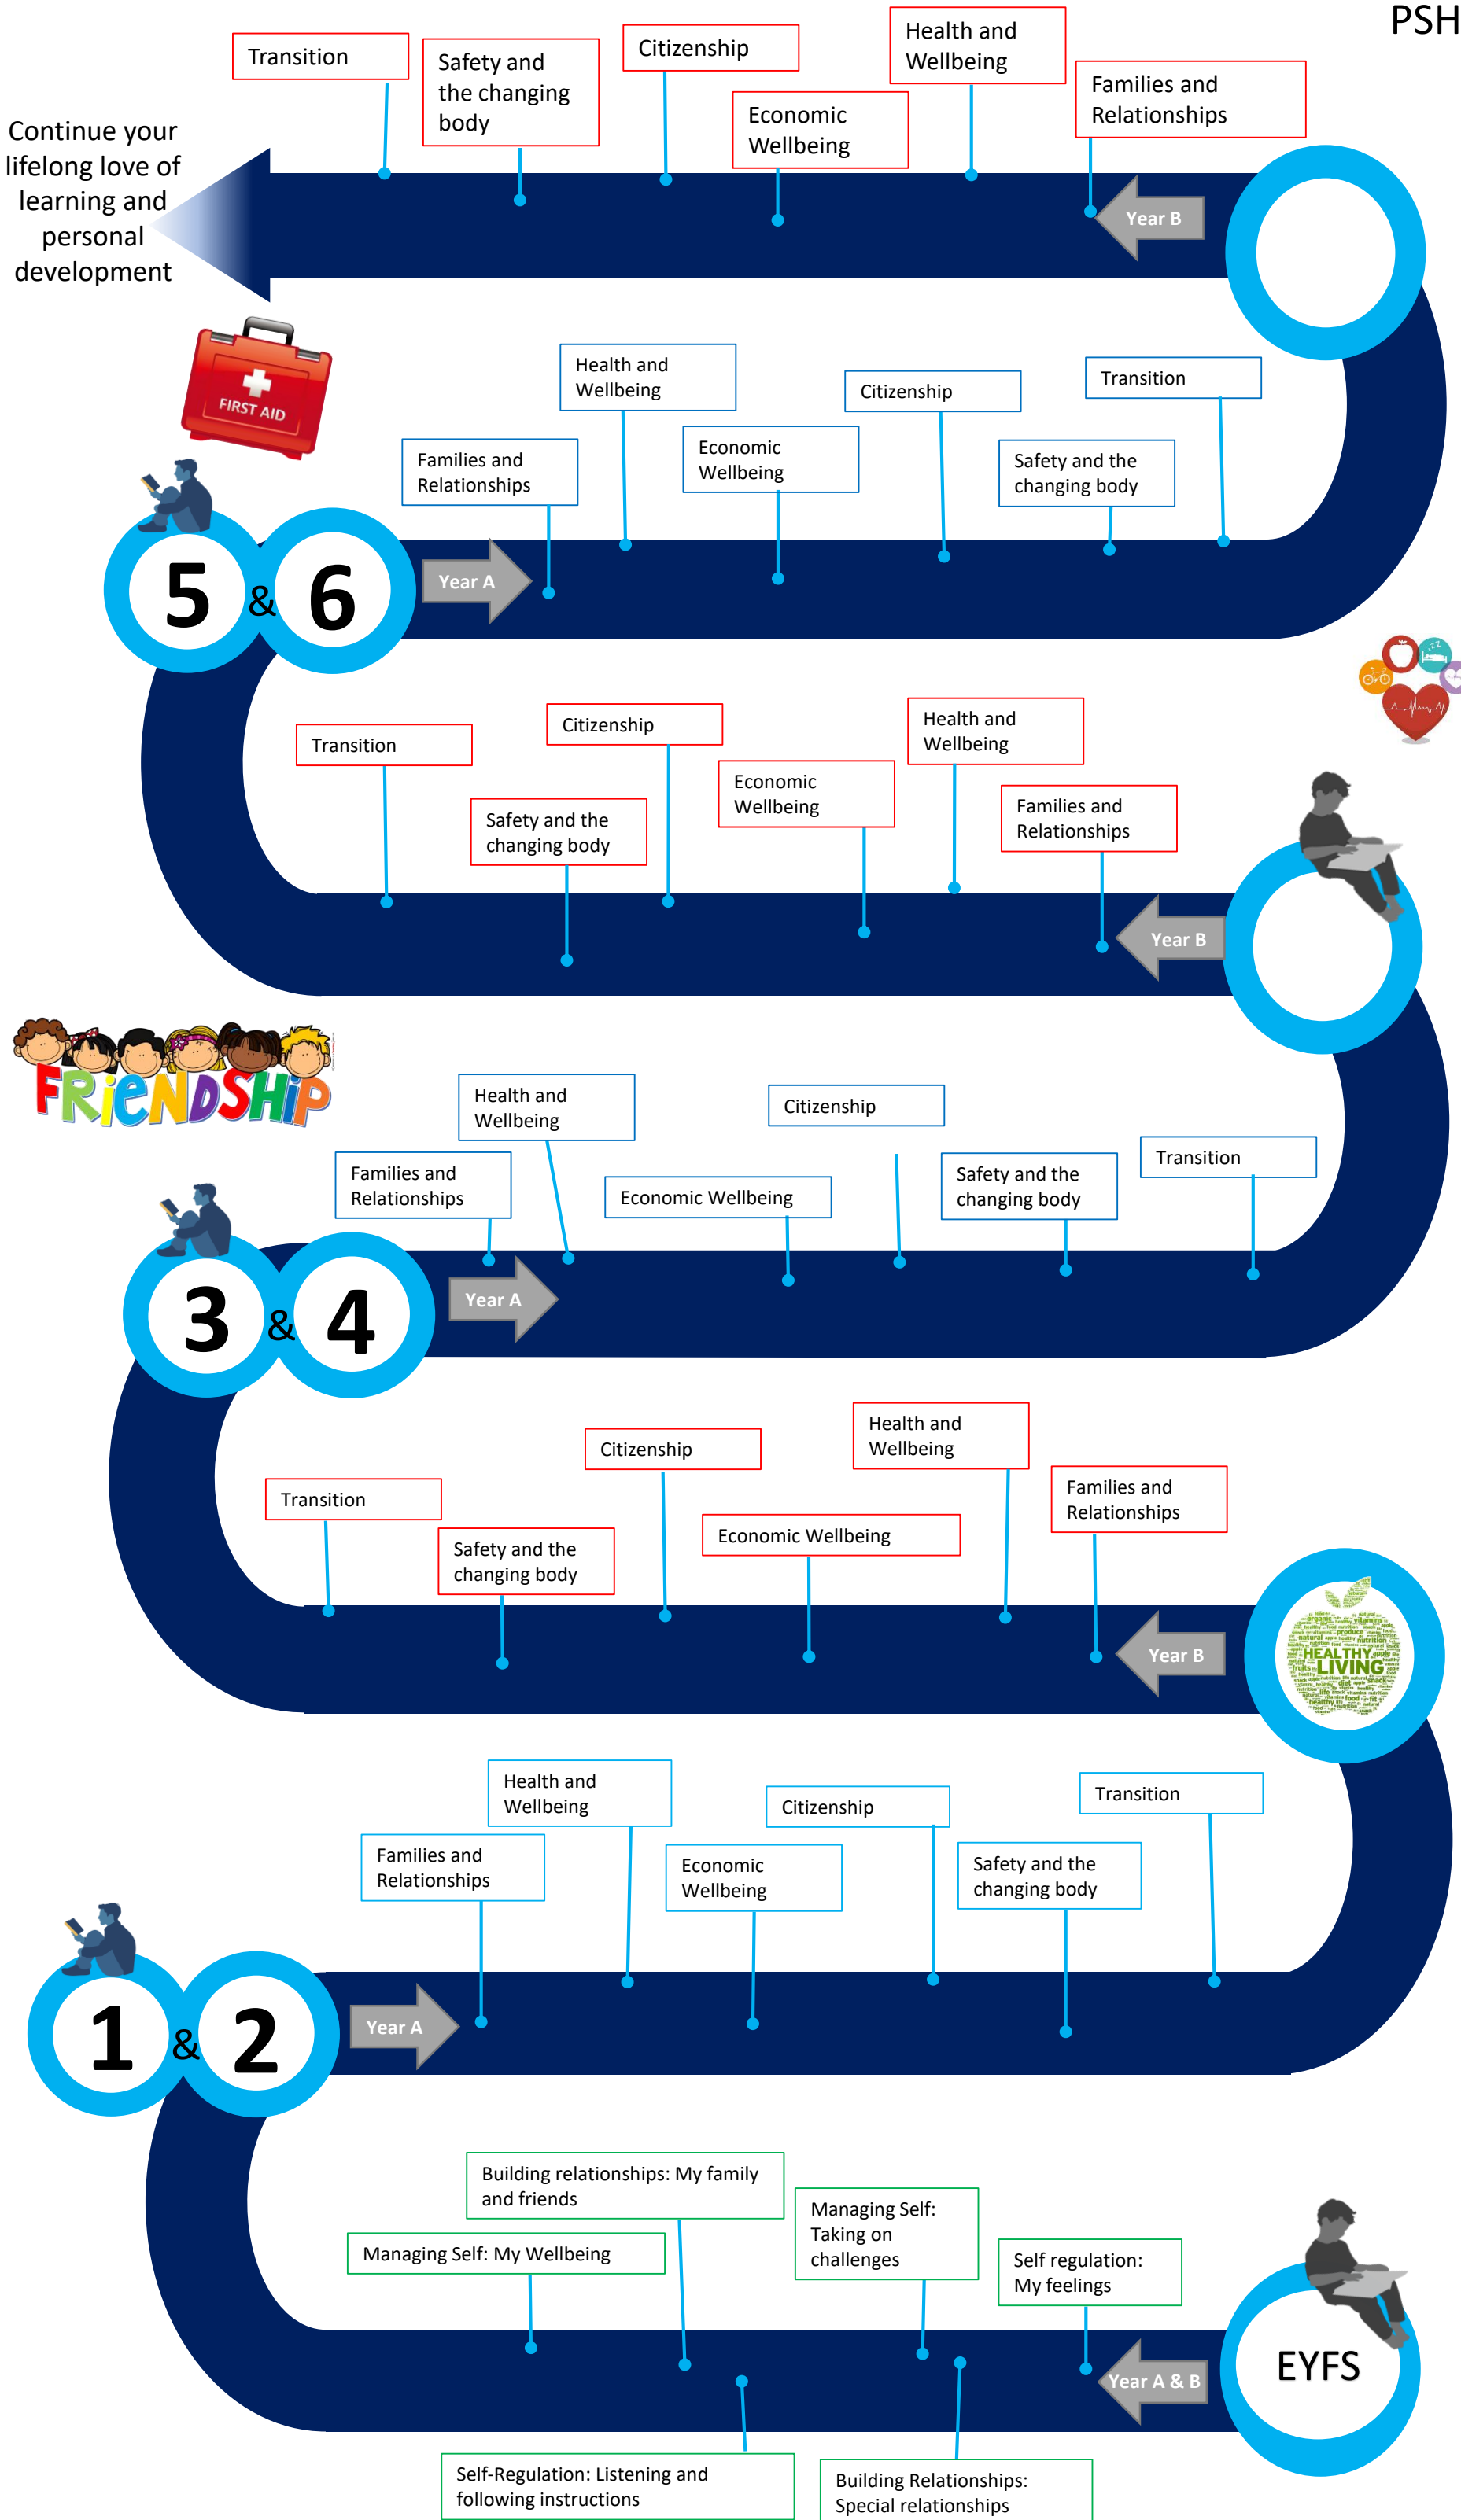 PSH
Transition
Safety and
the changing
body
Citizenship
Economic
Wellbeing
Health and
Wellbeing
Families and
Relationships
Continue your
lifelong love of
learning and
personal
development
Year B
FIRST AID
Families and
Relationships
Health and
Wellbeing
Economic
Wellbeing
Citizenship
Safety and the
changing body
Transition
5 & 6
Year A
Transition
Safety and the
changing body
Citizenship
Economic
Wellbeing
Health and
Wellbeing
Families and
Relationships
Year B
FRiENDSHiP
Families and
Relationships
Health and
Wellbeing
Economic Wellbeing
Citizenship
Safety and the
changing body
Transition
3 & 4
Year A
Transition
Safety and the
changing body
Citizenship
Economic Wellbeing
Health and
Wellbeing
Families and
Relationships
Year B
HEALTHY
LIVING
Families and
Relationships
Health and
Wellbeing
Economic
Wellbeing
Citizenship
Safety and the
changing body
Transition
1 & 2
Year A
Building relationships: My family
and friends
Managing Self: My Wellbeing
Managing Self:
Taking on
challenges
Self regulation:
My feelings
Year A & B
EYFS
Self-Regulation: Listening and
following instructions
Building Relationships:
Special relationships